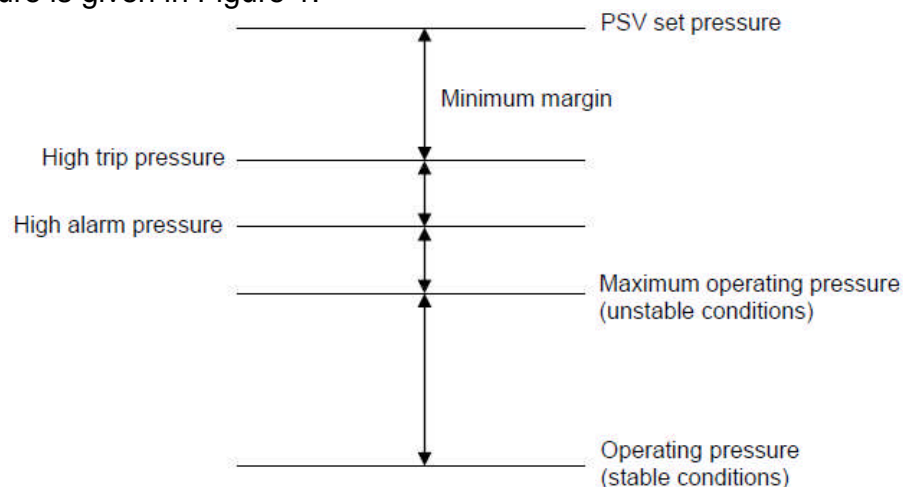 ure is given in Figure 1.
PSV set pressure
Minimum margin
High trip pressure
High alarm pressure
Maximum operating pressure
(unstable conditions)
Operating pressure
(stable conditions)